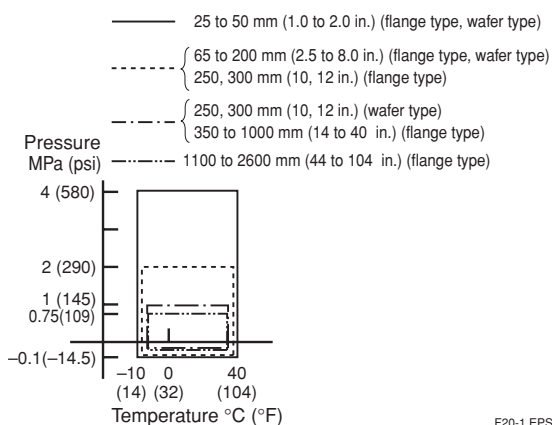 25 to 50 mm (1.0 to 2.0 in.) (flange type, wafer type)
65 to 200 mm (2.5 to 8.0 in.) (flange type, wafer type)
250, 300 mm (10, 12 in.) (flange type)
250, 300 mm (10, 12 in.) (wafer type)
350 to 1000 mm (14 to 40 in.) (flange type)
1100 to 2600 mm (44 to 104 in.) (flange type)
Pressure
MPa (psi)
4 (580)
2 (290)
1 (145)
0.75(109)
–0.1(–14.5)
–10 0 40
(14) (32) (104)
Temperature °C (°F)
F20-1.EPS